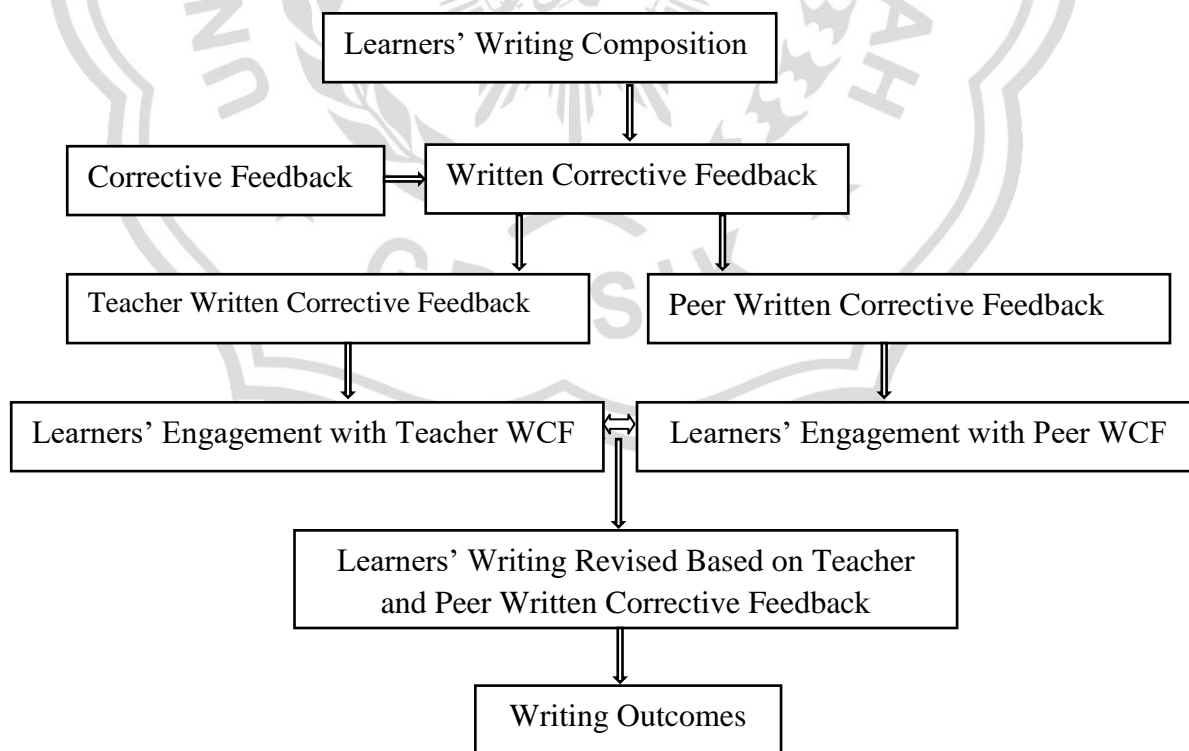 Learners’ Writing Composition
Corrective Feedback
Written Corrective Feedback
Teacher Written Corrective Feedback
Peer Written Corrective Feedback
Learners’ Engagement with Teacher WCF
Learners’ Engagement with Peer WCF
Learners’ Writing Revised Based on Teacher
and Peer Written Corrective Feedback
Writing Outcomes